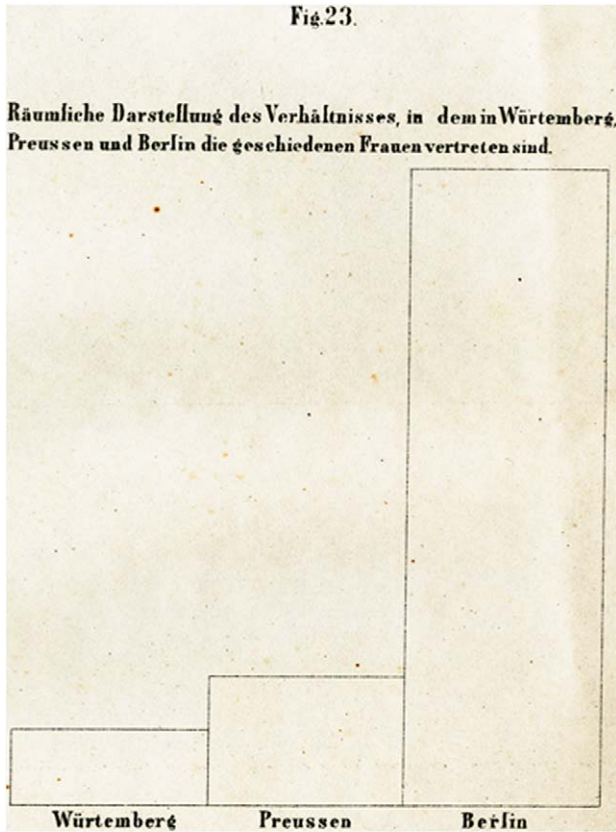 Fig.23.
Räumliche Darstellung des Verhältnisses, in dem in Würtemberg,
Preussen und Berlin die geschiedenen Frauen vertreten sind.
Würtemberg Preussen Berlin